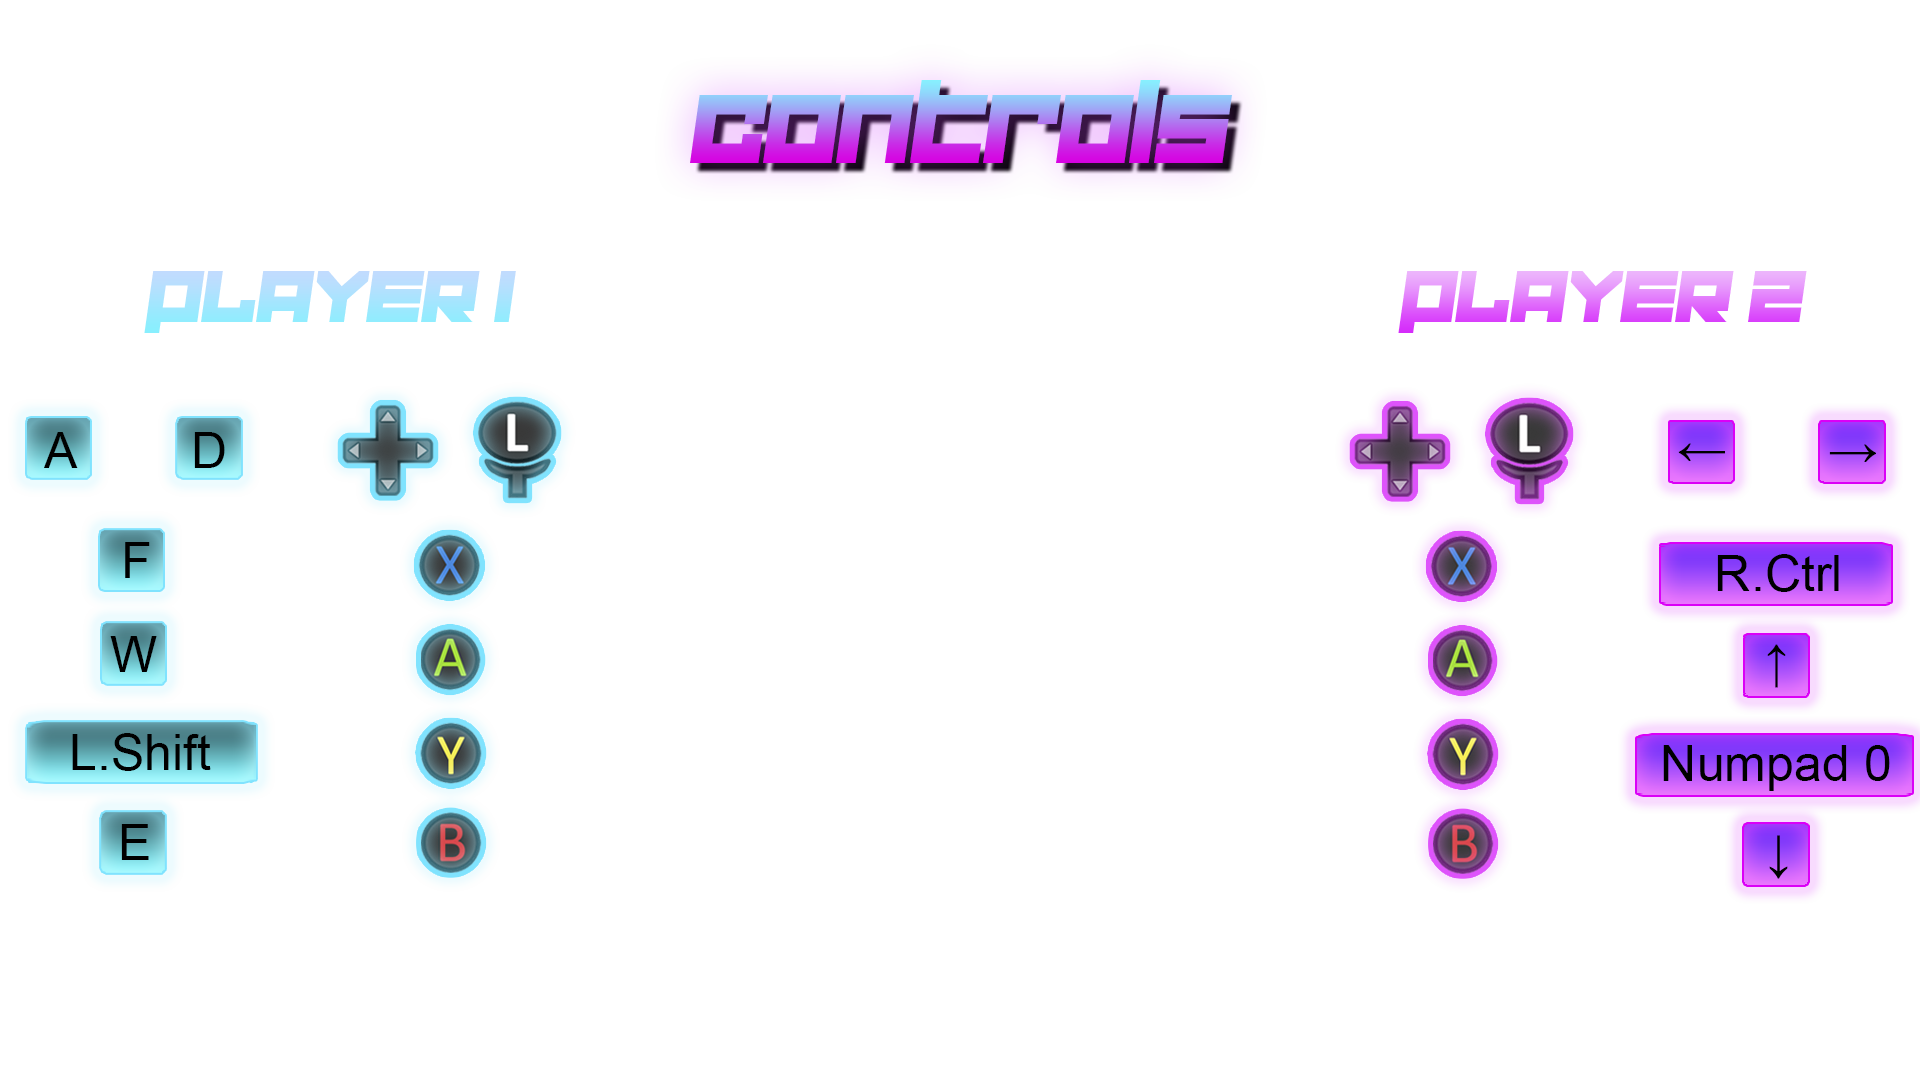 controls
PLAYER 1 PLAYER 2
A D L L ← →
F X X R.Ctrl
W A A ↑
L.Shift Y Y Numpad 0
E B B ↓